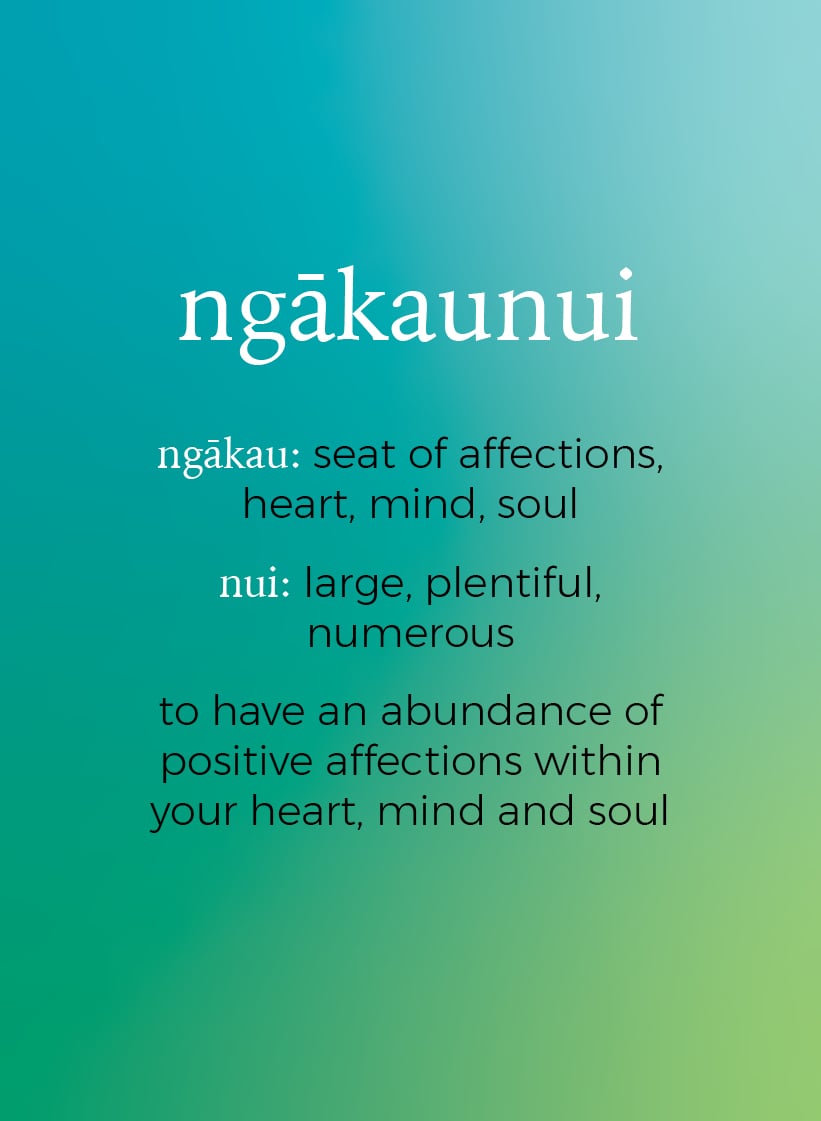 ngākaunui
ngākau: seat of affections,
heart, mind, soul
nui: large, plentiful,
numerous
to have an abundance of
positive affections within
your heart, mind and soul